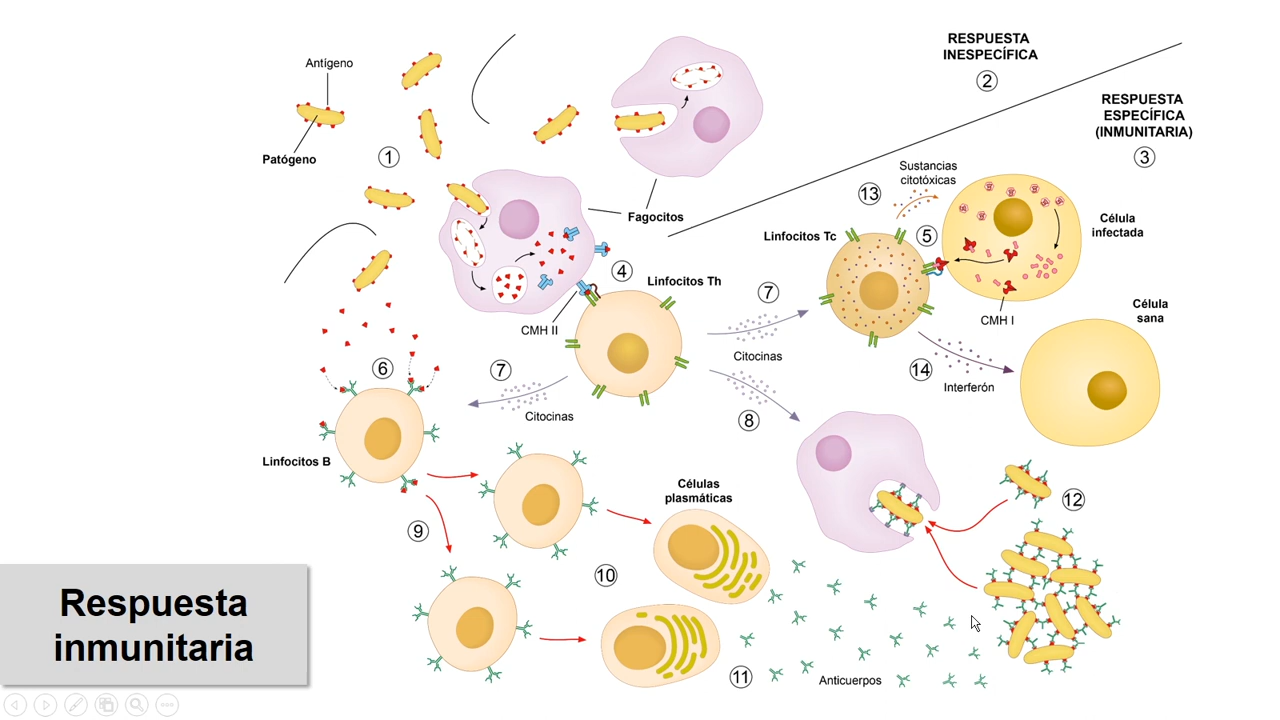 RESPUESTA
INESPECÍFICA
2
RESPUESTA
ESPECÍFICA
(INMUNITARIA)
3
Antígeno
Patógeno
1
Fagocitos
Sustancias
citotóxicas
13
Linfocitos Tc
5
Célula
infectada
CMH I
4
Linfocitos Th
CMH II
7
Citocinas
Célula
sana
14
Interferón
6
7
Citocinas
8
Linfocitos B
9
Células
plasmáticas
10
12
11
Anticuerpos
Respuesta
inmunitaria